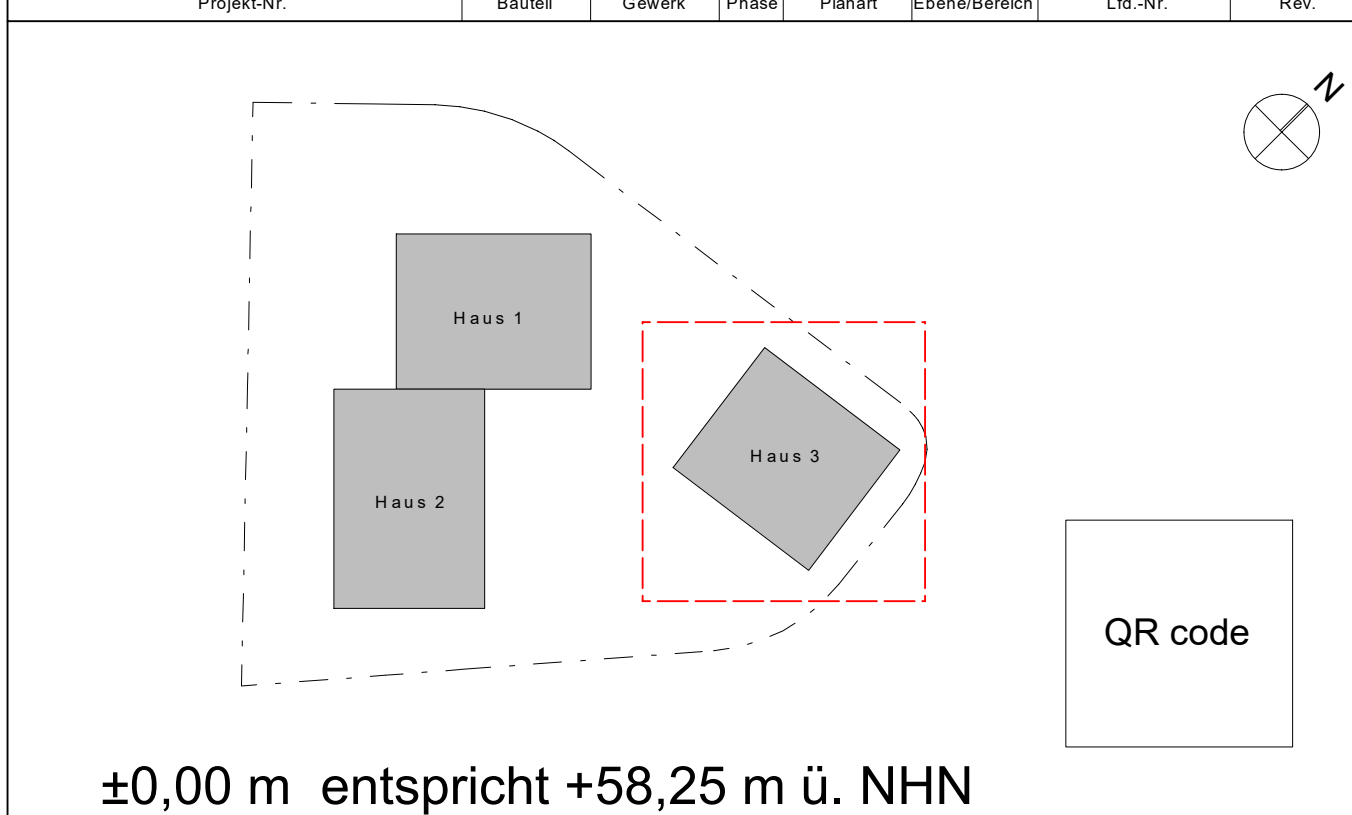 Projekt-Nr. Bauteil Gewerk Phase Planart Ebene/Bereich Lfd.-Nr. Rev.
N
Haus 1
Haus 3
Haus 2
QR code
±0,00 m entspricht +58,25 m ü. NHN